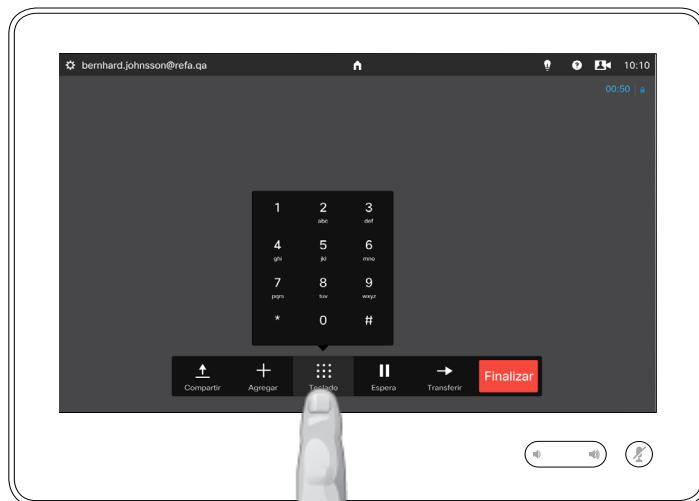 bernhard.johnsson@refa.qa 10:10
00:50
1 2 3
abc def
4 5 6
ghi jkl mno
7 8 9
pqrs tuv wxyz
* 0 #
Compartir Agregar Teclado Espera Transferir Finalizar